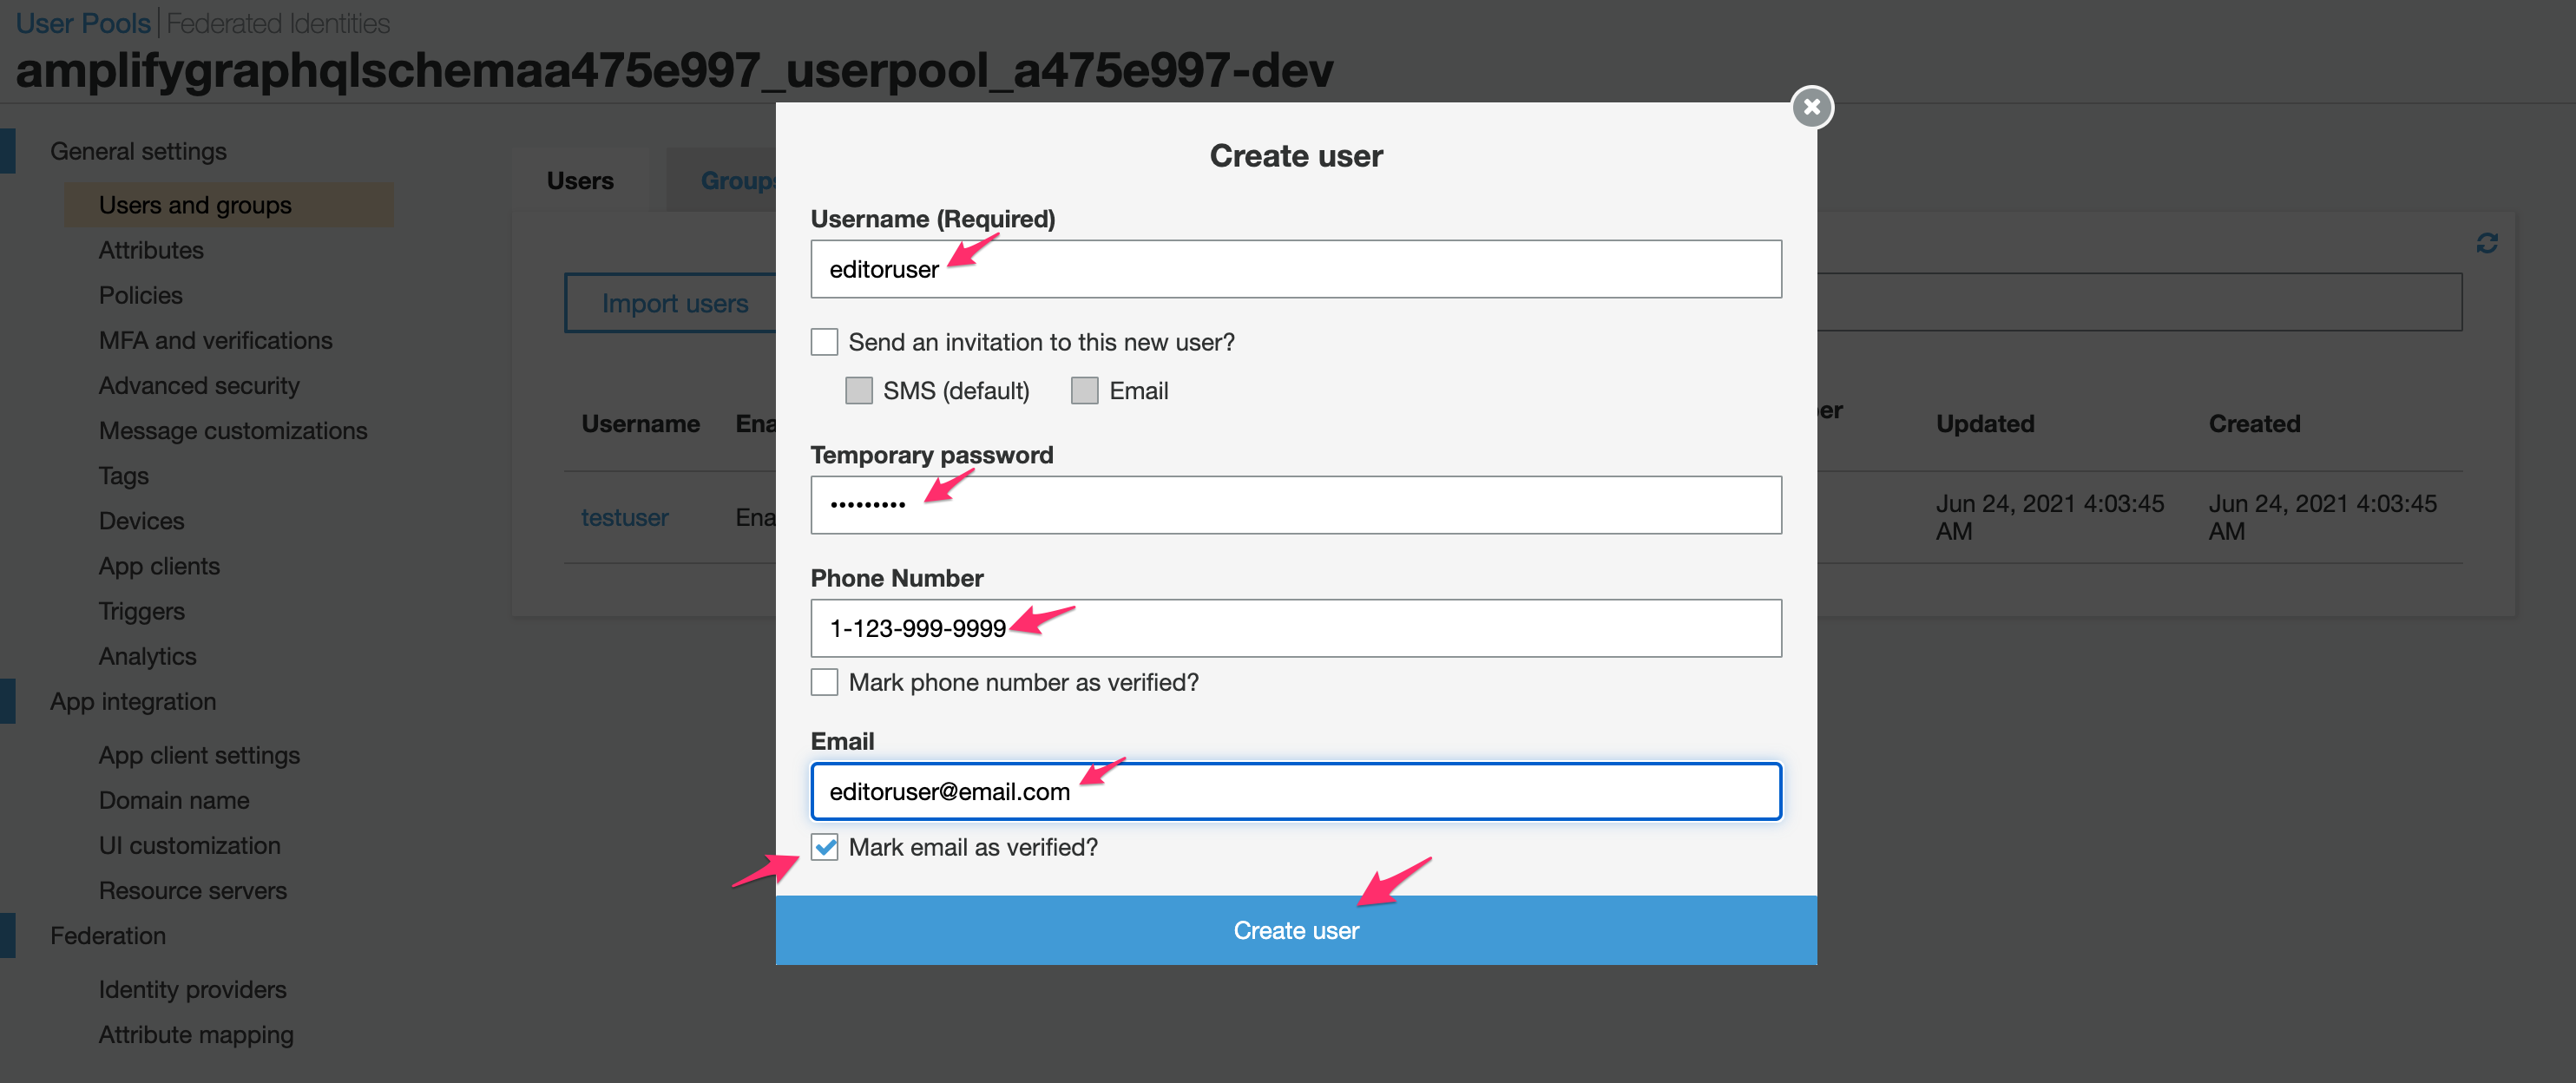 User Pools | Federated Identities
amplifygraphqlschemaa475e997_userpool_a475e997-dev
General settings
Users and groups
Attributes
Policies
MFA and verifications
Advanced security
Message customizations
Tags
Devices
App clients
Triggers
Analytics
App integration
App client settings
Domain name
UI customization
Resource servers
Federation
Identity providers
Attribute mapping
Users
Groups
Import users
Username Ena
er Updated Created
testuser Ena
Jun 24, 2021 4:03:45 Jun 24, 2021 4:03:45
AM AM
Create user
Username (Required)
editoruser
Send an invitation to this new user?
SMS (default) Email
Temporary password
•••••••••
Phone Number
1-123-999-9999
Mark phone number as verified?
Email
editoruser@email.com
Mark email as verified?
Create user